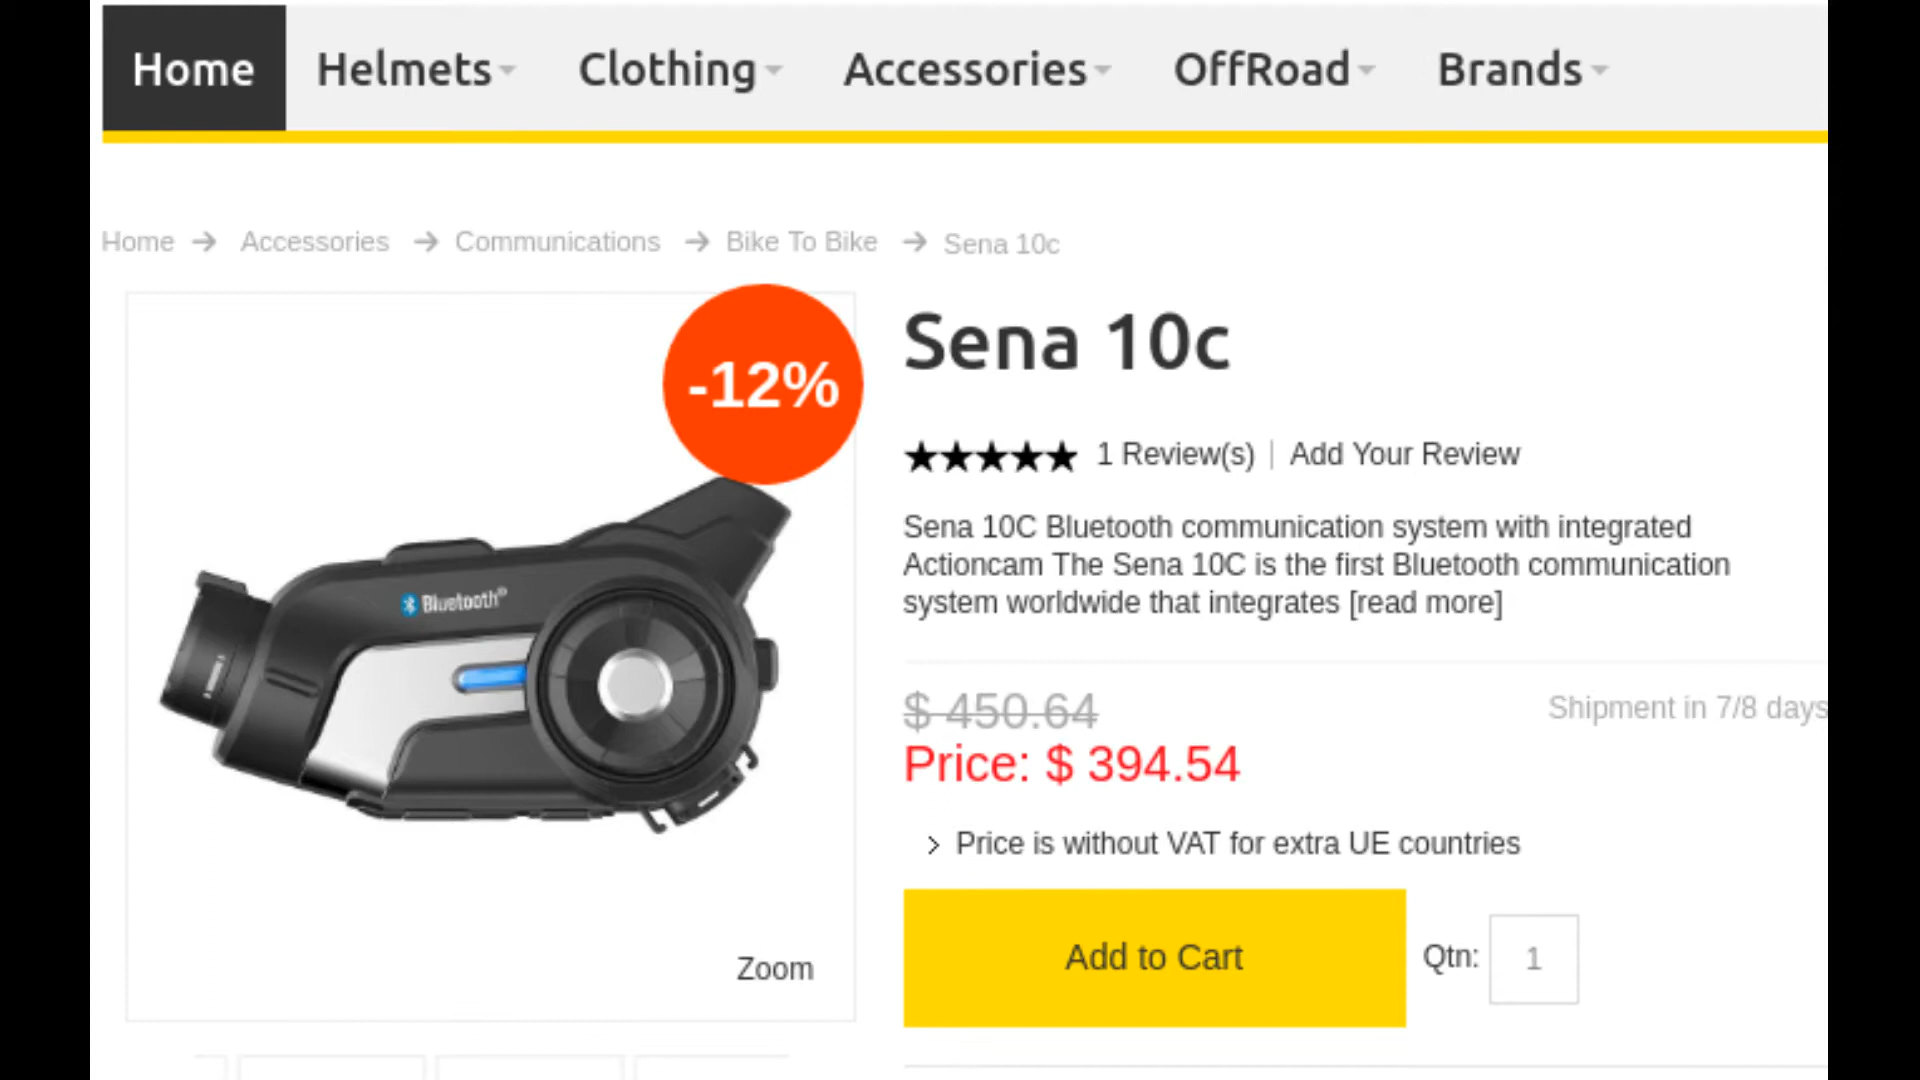 Home Helmets Clothing Accessories OffRoad Brands
Home → Accessories → Communications → Bike To Bike → Sena 10c
-12%
Bluetooth®
Zoom
Sena 10c
★★★★★ 1 Review(s) | Add Your Review
Sena 10C Bluetooth communication system with integrated
Actioncam The Sena 10C is the first Bluetooth communication
system worldwide that integrates [read more]
$ 450.64
Shipment in 7/8 days
Price: $ 394.54
Price is without VAT for extra UE countries
Add to Cart Qtn: 1